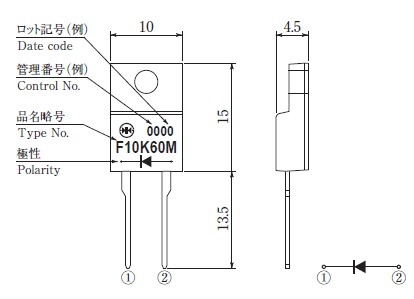 ロット記号(例)
Date code
管理番号(例)
Control No.
品名略号
Type No.
極性
Polarity
10
4.5
0000
F10K60M
15
13.5
① ②
① ②